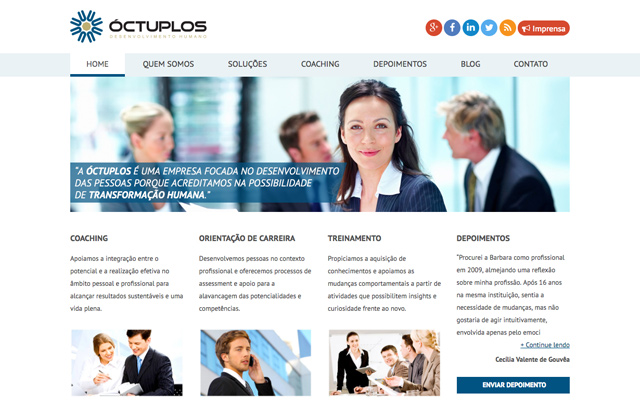 ÓCTUPLOS
DESENVOLVIMENTO HUMANO
Imprensa
HOME
QUEM SOMOS
SOLUÇÕES
COACHING
DEPOIMENTOS
BLOG
CONTATO
"A ÓCTUPLOS É UMA EMPRESA FOCADA NO DESENVOLVIMENTO
DAS PESSOAS PORQUE ACREDITAMOS NA POSSIBILIDADE
DE TRANSFORMAÇÃO HUMANA."
COACHING
Apoiamos a integração entre o
potencial e a realização efetiva no
âmbito pessoal e profissional para
alcançar resultados sustentáveis e uma
vida plena.
ORIENTAÇÃO DE CARREIRA
Desenvolvemos pessoas no contexto
profissional e oferecemos processos de
assessment e apoio para a
alavancagem das potencialidades e
competências.
TREINAMENTO
Propiciamos a aquisição de
conhecimentos e apoiamos as
mudanças comportamentais a partir de
atividades que possibilitem insights e
curiosidade frente ao novo.
DEPOIMENTOS
"Procurei a Barbara como profissional
em 2009, almejando uma reflexão
sobre minha profissão. Após 16 anos
na mesma instituição, sentia a
necessidade de mudanças, mas não
gostaria de agir intuitivamente,
envolvida apenas pelo emoci
+ Continue lendo
Cecilia Valente de Gouvêa
ENVIAR DEPOIMENTO